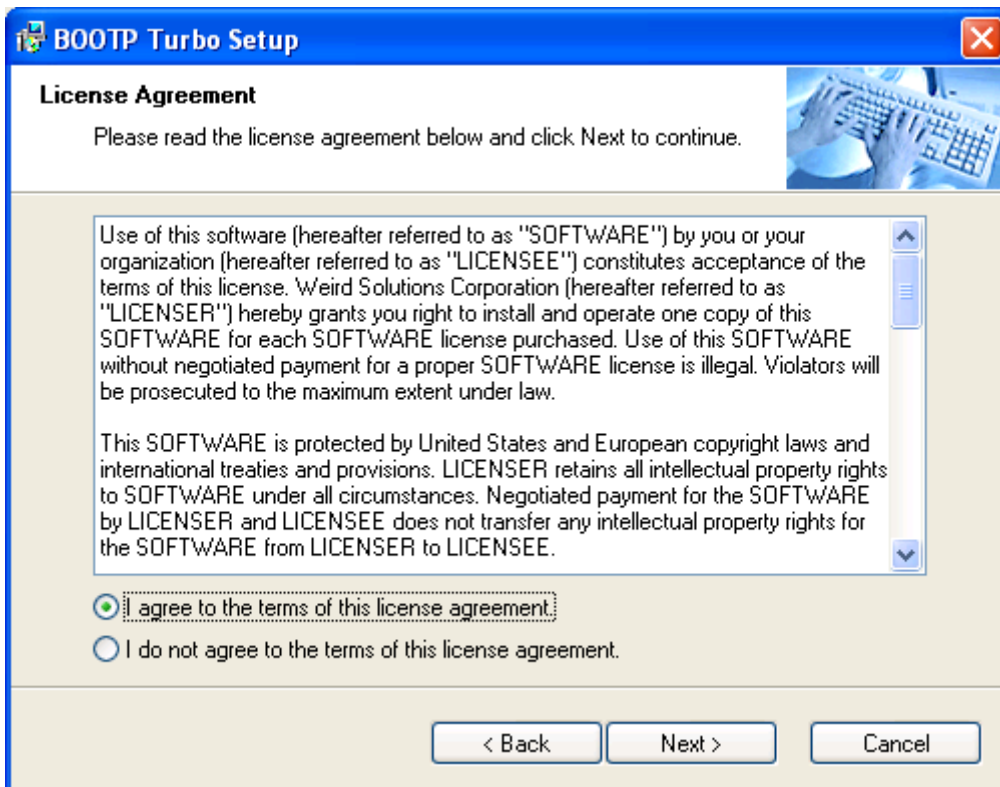 BOOTP Turbo Setup
License Agreement
Please read the license agreement below and click Next to continue.
Use of this software (hereafter referred to as "SOFTWARE") by you or your
organization (hereafter referred to as "LICENSEE") constitutes acceptance of the
terms of this license. Weird Solutions Corporation (hereafter referred to as
"LICENSER") hereby grants you right to install and operate one copy of this
SOFTWARE for each SOFTWARE license purchased. Use of this SOFTWARE
without negotiated payment for a proper SOFTWARE license is illegal. Violators will
be prosecuted to the maximum extent under law.
This SOFTWARE is protected by United States and European copyright laws and
international treaties and provisions. LICENSER retains all intellectual property rights
to SOFTWARE under all circumstances. Negotiated payment for the SOFTWARE
by LICENSER and LICENSEE does not transfer any intellectual property rights for
the SOFTWARE from LICENSER to LICENSEE.
I agree to the terms of this license agreement.
I do not agree to the terms of this license agreement.
< Back Next > Cancel